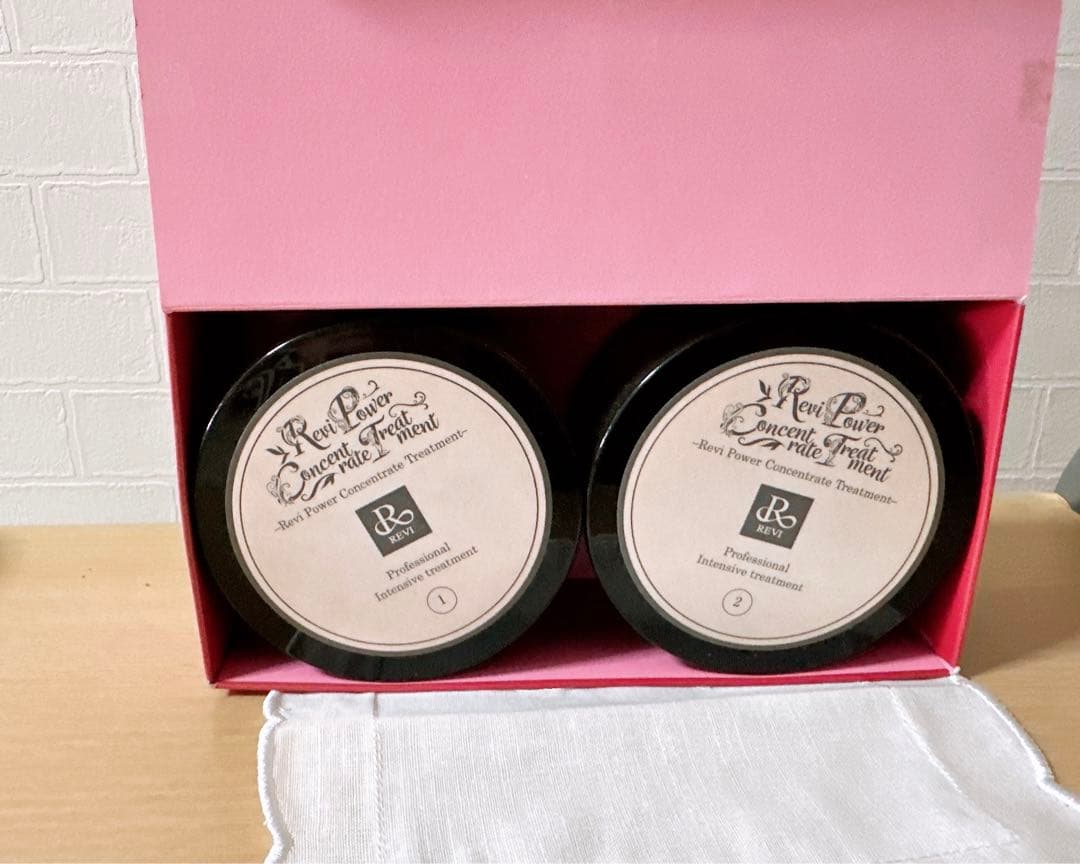 Revi Power
Concent Treat
rate ment
-Revi Power Concentrate Treatment-
R
REVI
Professional
Intensive treatment
1
Revi Power
Concent Treat
rate ment
-Revi Power Concentrate Treatment-
R
REVI
Professional
Intensive treatment
2